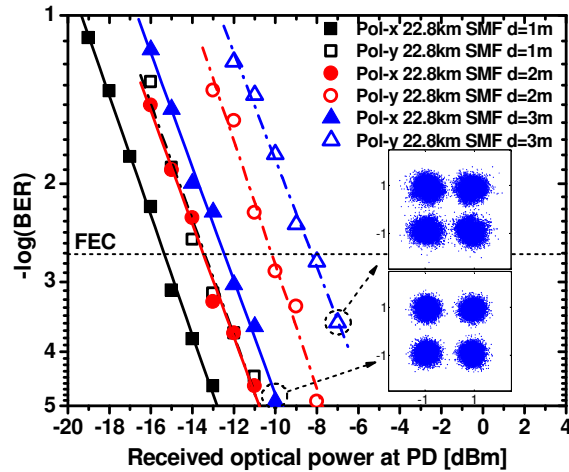 Pol-x 22.8km SMF d=1m
Pol-y 22.8km SMF d=1m
Pol-x 22.8km SMF d=2m
Pol-y 22.8km SMF d=2m
Pol-x 22.8km SMF d=3m
Pol-y 22.8km SMF d=3m
-log(BER)
1
2
3
4
5
FEC
1
-1
1
-1
-1 1
-20 -18 -16 -14 -12 -10 -8 -6 -4 -2 0 2 4
Received optical power at PD [dBm]